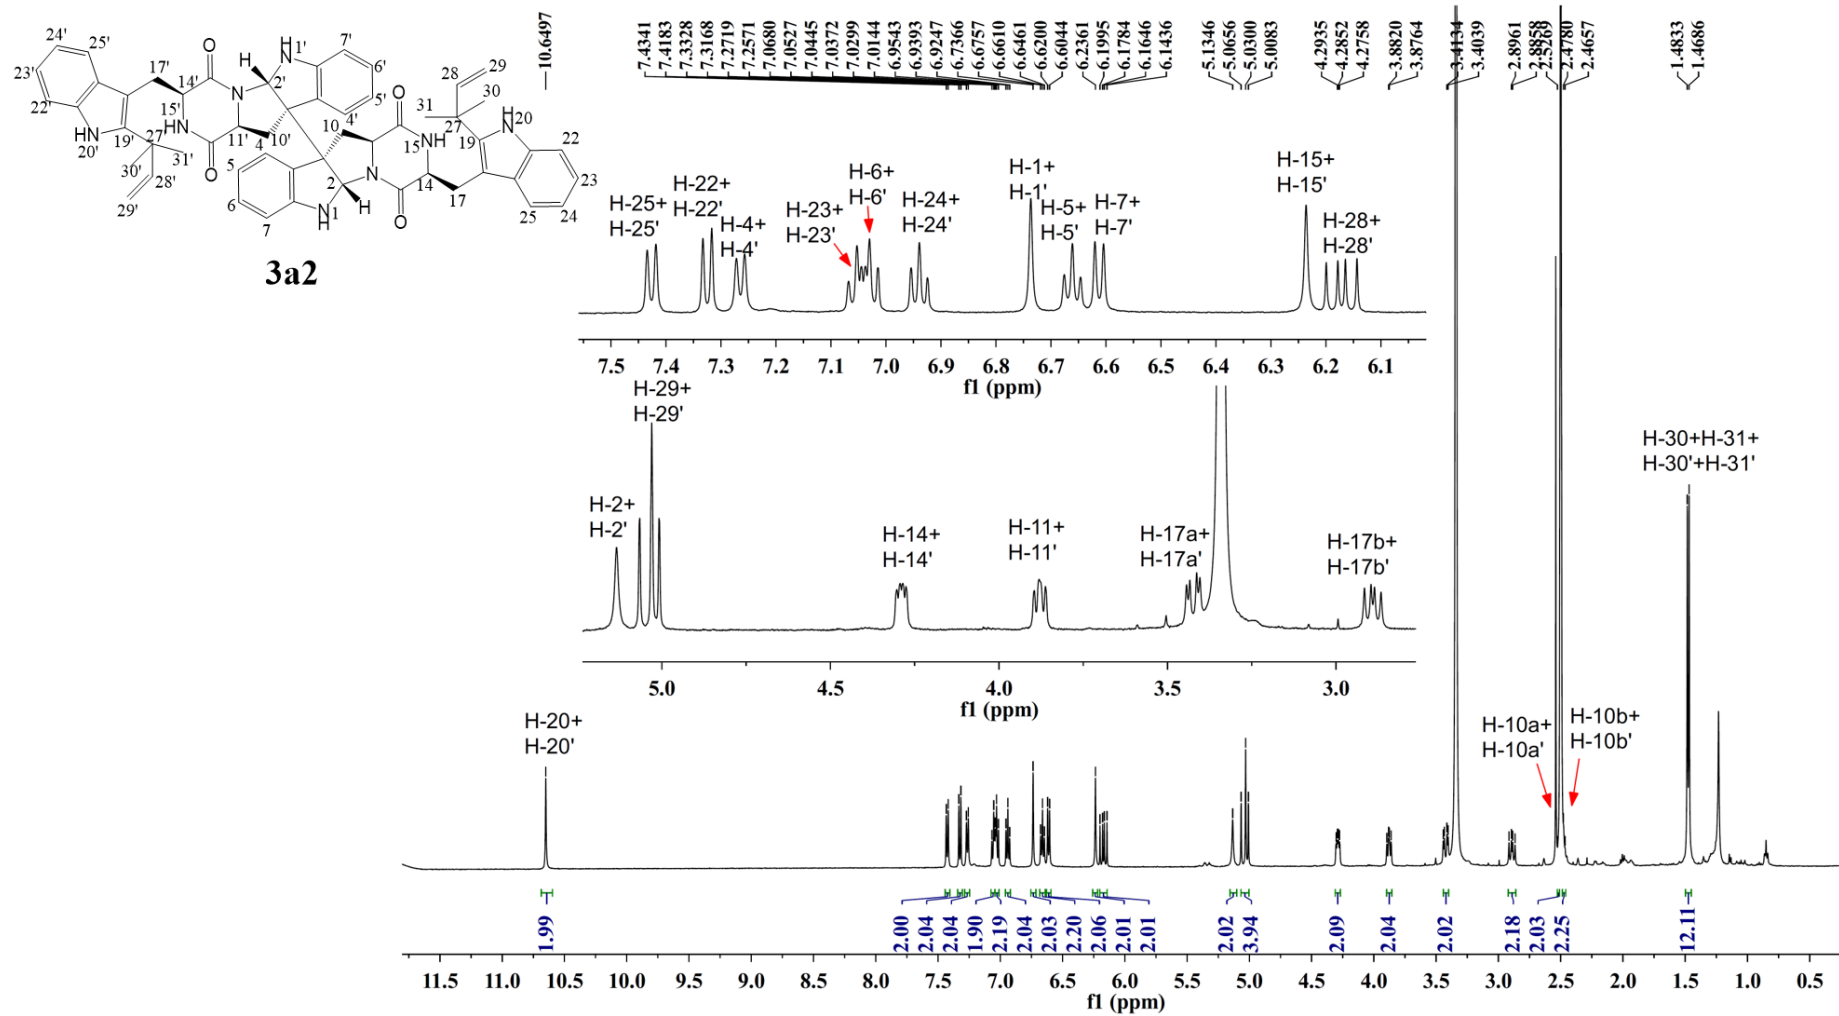 10.6497
7.4341
7.4183
7.3328
7.3168
7.2719
7.2571
7.0680
7.0527
7.0445
7.0372
7.0299
7.0144
6.9543
6.9393
6.9247
6.7366
6.6757
6.6610
6.6461
6.6200
6.6044
6.2361
6.1995
6.1784
6.1646
6.1436
5.1346
5.0656
5.0300
5.0083
4.2935
4.2852
4.2758
3.8820
3.8764
3.4134
3.4039
2.8961
2.8858
2.5269
2.4780
2.4657
1.4833
1.4686
24'
25'
23'
22'
17'
O
14'
N
H
N
1'
H
2'
7'
6'
5'
4'
15'
NH
11'
10'
4
O
19'
HN
20'
27'
31'
30'
28'
29'
10
O
15
NH
28
29
30
31
27
19
HN
20
22
23
24
25
14
17
O
N
2
H
N
H
1
5
6
7
3a2
H-25+
H-25'
H-22+
H-22'
H-4+
H-4'
H-23+
H-23'
H-6+
H-6'
H-24+
H-24'
H-1+
H-1'
H-5+
H-5'
H-7+
H-7'
H-15+
H-15'
H-28+
H-28'
7.5 7.4 7.3 7.2 7.1 7.0 6.9 6.8 6.7 6.6 6.5 6.4 6.3 6.2 6.1
f1 (ppm)
H-2+
H-2'
H-29+
H-29'
H-14+
H-14'
H-11+
H-11'
H-17a+
H-17a'
H-17b+
H-17b'
5.0 4.5 4.0 3.5 3.0
f1 (ppm)
H-20+
H-20'
H-10a+
H-10a'
H-10b+
H-10b'
H-30+H-31+
H-30'+H-31'
1.99
2.00
2.04
2.04
1.90
2.19
2.04
2.03
2.20
2.06
2.01
2.01
2.02
3.94
2.09
2.04
2.02
2.18
2.03
2.25
12.11
11.5 11.0 10.5 10.0 9.5 9.0 8.5 8.0 7.5 7.0 6.5 6.0 5.5 5.0 4.5 4.0 3.5 3.0 2.5 2.0 1.5 1.0 0.5
f1 (ppm)